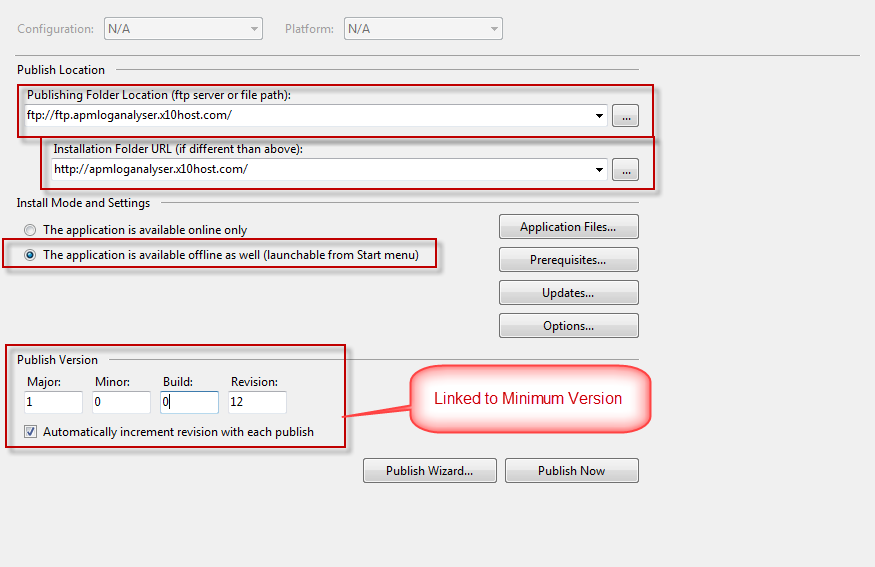 Configuration: N/A Platform: N/A
Publish Location
Publishing Folder Location (ftp server or file path):
ftp://ftp.apmloganalyser.x10host.com/ ...
Installation Folder URL (if different than above):
http://apmloganalyser.x10host.com/ ...
Install Mode and Settings
The application is available online only
The application is available offline as well (launchable from Start menu)
Application Files...
Prerequisites...
Updates...
Options...
Publish Version
Major: Minor: Build: Revision:
1 0 0 12
Automatically increment revision with each publish
Linked to Minimum Version
Publish Wizard... Publish Now